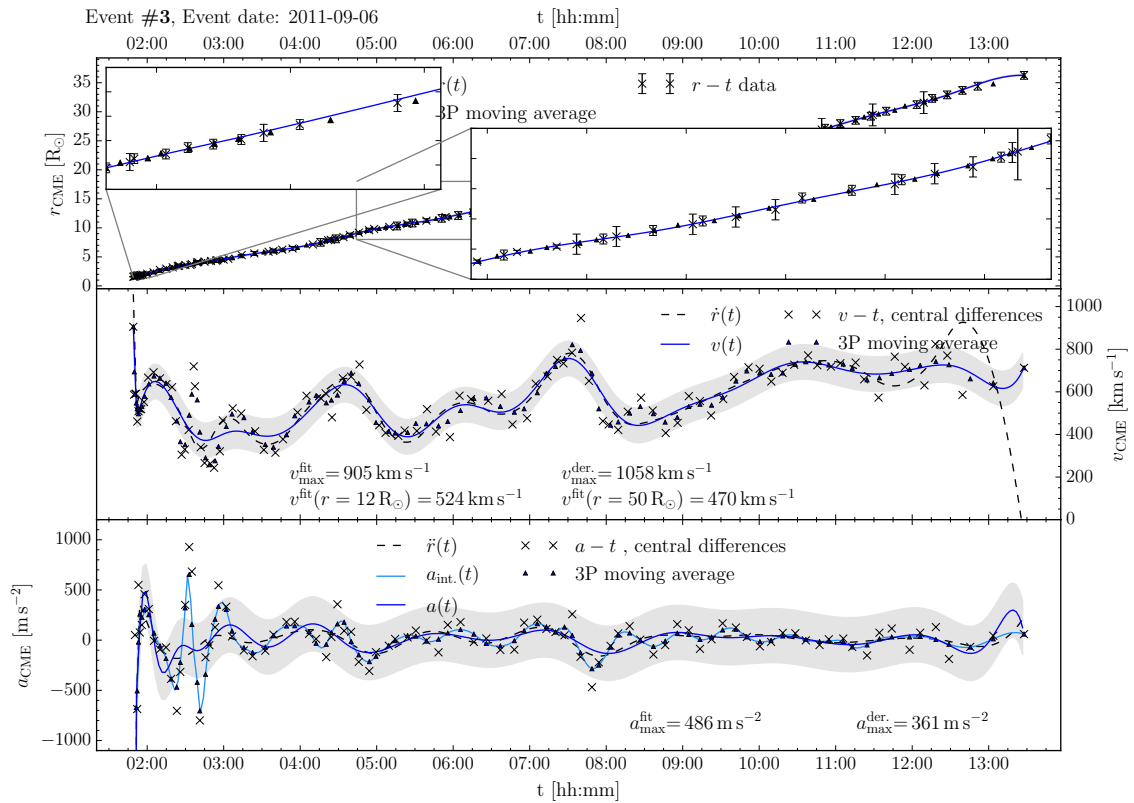 Event #3, Event date: 2011-09-06
t [hh:mm]
02:00 03:00 04:00 05:00 06:00 07:00 08:00 09:00 10:00 11:00 12:00 13:00
r(t)
r − t data
3P moving average
r_CME [R_⊙]
35
30
25
20
15
10
5
0
ṙ(t)
v − t, central differences
v(t)
3P moving average
v_max^fit = 905 km s⁻¹
v_max^der. = 1058 km s⁻¹
v^fit(r = 12 R_⊙) = 524 km s⁻¹
v^fit(r = 50 R_⊙) = 470 km s⁻¹
1000
800
600
400
200
0
v_CME [km s⁻¹]
r̈(t)
a − t , central differences
a_int.(t)
3P moving average
a(t)
a_max^fit = 486 m s⁻²
a_max^der. = 361 m s⁻²
a_CME [m s⁻²]
1000
500
0
−500
−1000
02:00 03:00 04:00 05:00 06:00 07:00 08:00 09:00 10:00 11:00 12:00 13:00
t [hh:mm]